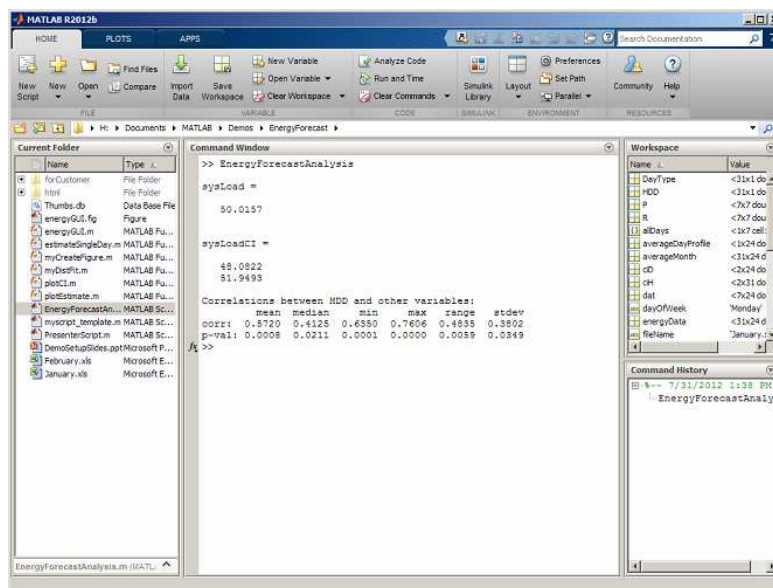 MATLAB R2012b
HOME PLOTS APPS
Search Documentation
New Script
New
Open
Find Files
Compare
Import Data
Save Workspace
New Variable
Open Variable
Clear Workspace
Analyze Code
Run and Time
Clear Commands
Simulink Library
Layout
Preferences
Set Path
Parallel
Community
Help
FILE VARIABLE CODE SIMULINK ENVIRONMENT RESOURCES
H: Documents MATLAB Demos EnergyForecast
Current Folder
Name Type
forCustomer File Folder
html File Folder
Thumbs.db Data Base File
energyGUI.fig Figure
energyGUI.m MATLAB Fu...
estimateSingleDay.m MATLAB Fu...
myCreateFigure.m MATLAB Fu...
myDistFit.m MATLAB Fu...
plotCI.m MATLAB Fu...
plotEstimate.m MATLAB Fu...
EnergyForecastAn... MATLAB Sc...
myscript_template.m MATLAB Sc...
PresenterScript.m MATLAB Sc...
DemoSetupSlides.ppt Microsoft P...
February.xls Microsoft E...
January.xls Microsoft E...
EnergyForecastAnalysis.m (MATL
Command Window
>> EnergyForecastAnalysis
sysLoad =
50.0157
sysLoadCI =
48.0822
51.9493
Correlations between HDD and other variables:
mean median min max range stdev
corr: 0.5720 0.4125 0.6350 0.7606 0.4835 0.3802
p-val: 0.0008 0.0211 0.0001 0.0000 0.0059 0.0349
fx >>
Workspace
Name Value
DayType <31x1 do
HDD <31x1 do
P <7x7 dou
R <7x7 dou
allDays <1x7 cell
averageDayProfile <1x24 do
averageMonth <31x24 d
ciD <2x24 do
ciH <2x31 do
dat <7x24 do
dayOfWeek 'Monday'
energyData <31x24 d
fileName 'January.
Command History
%-- 7/31/2012 1:38 PM
EnergyForecastAnaly